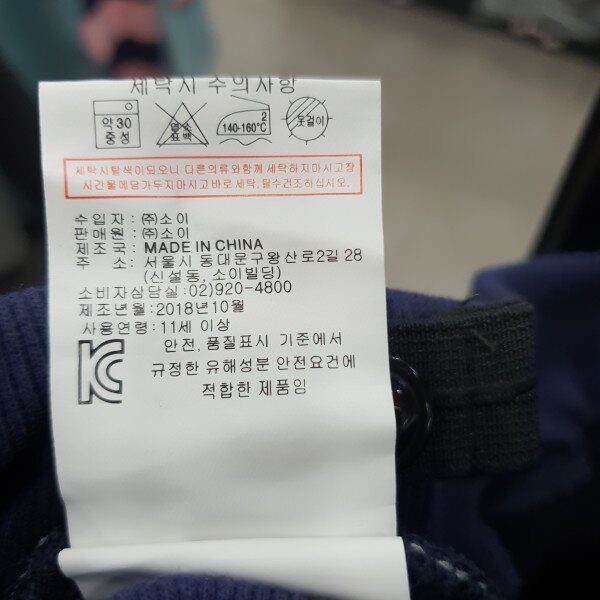 세탁시 주의사항
약30
중성
염소
표백
2
140-160°C
옷걸이
세탁시탈색이되오니 다른의류와함께 세탁하지마시고장
시간물에담가두지마시고바로세탁, 탈수건조하십시오.
수입자 : ㈜소이
판매원 : ㈜소이
제조국 : MADE IN CHINA
주 소 : 서울시 동대문구왕산로2길 28
(신설동, 소이빌딩)
소비자상담실:02)920-4800
제조년월:2018년10월
사용연령:11세 이상
KC
안전, 품질표시 기준에서
규정한 유해성분 안전요건에
적합한 제품임